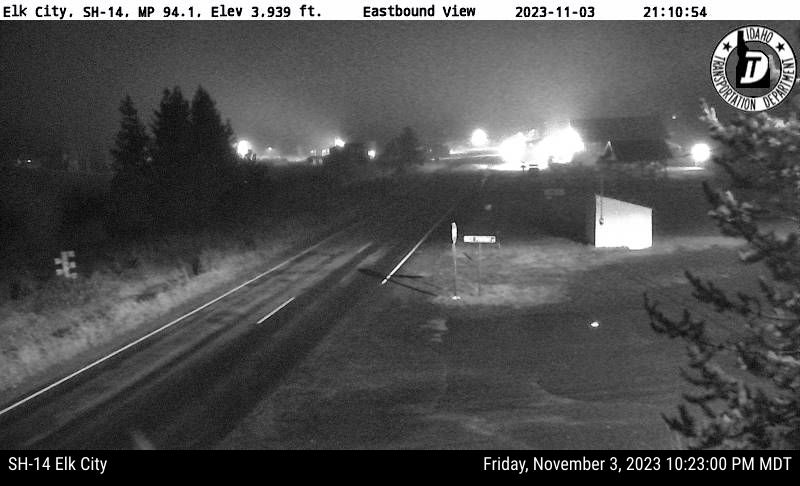 Elk City, SH-14, MP 94.1, Elev 3,939 ft. Eastbound View 2023-11-03 21:10:54
IDAHO
TRANSPORTATION DEPARTMENT
SH-14 Elk City Friday, November 3, 2023 10:23:00 PM MDT